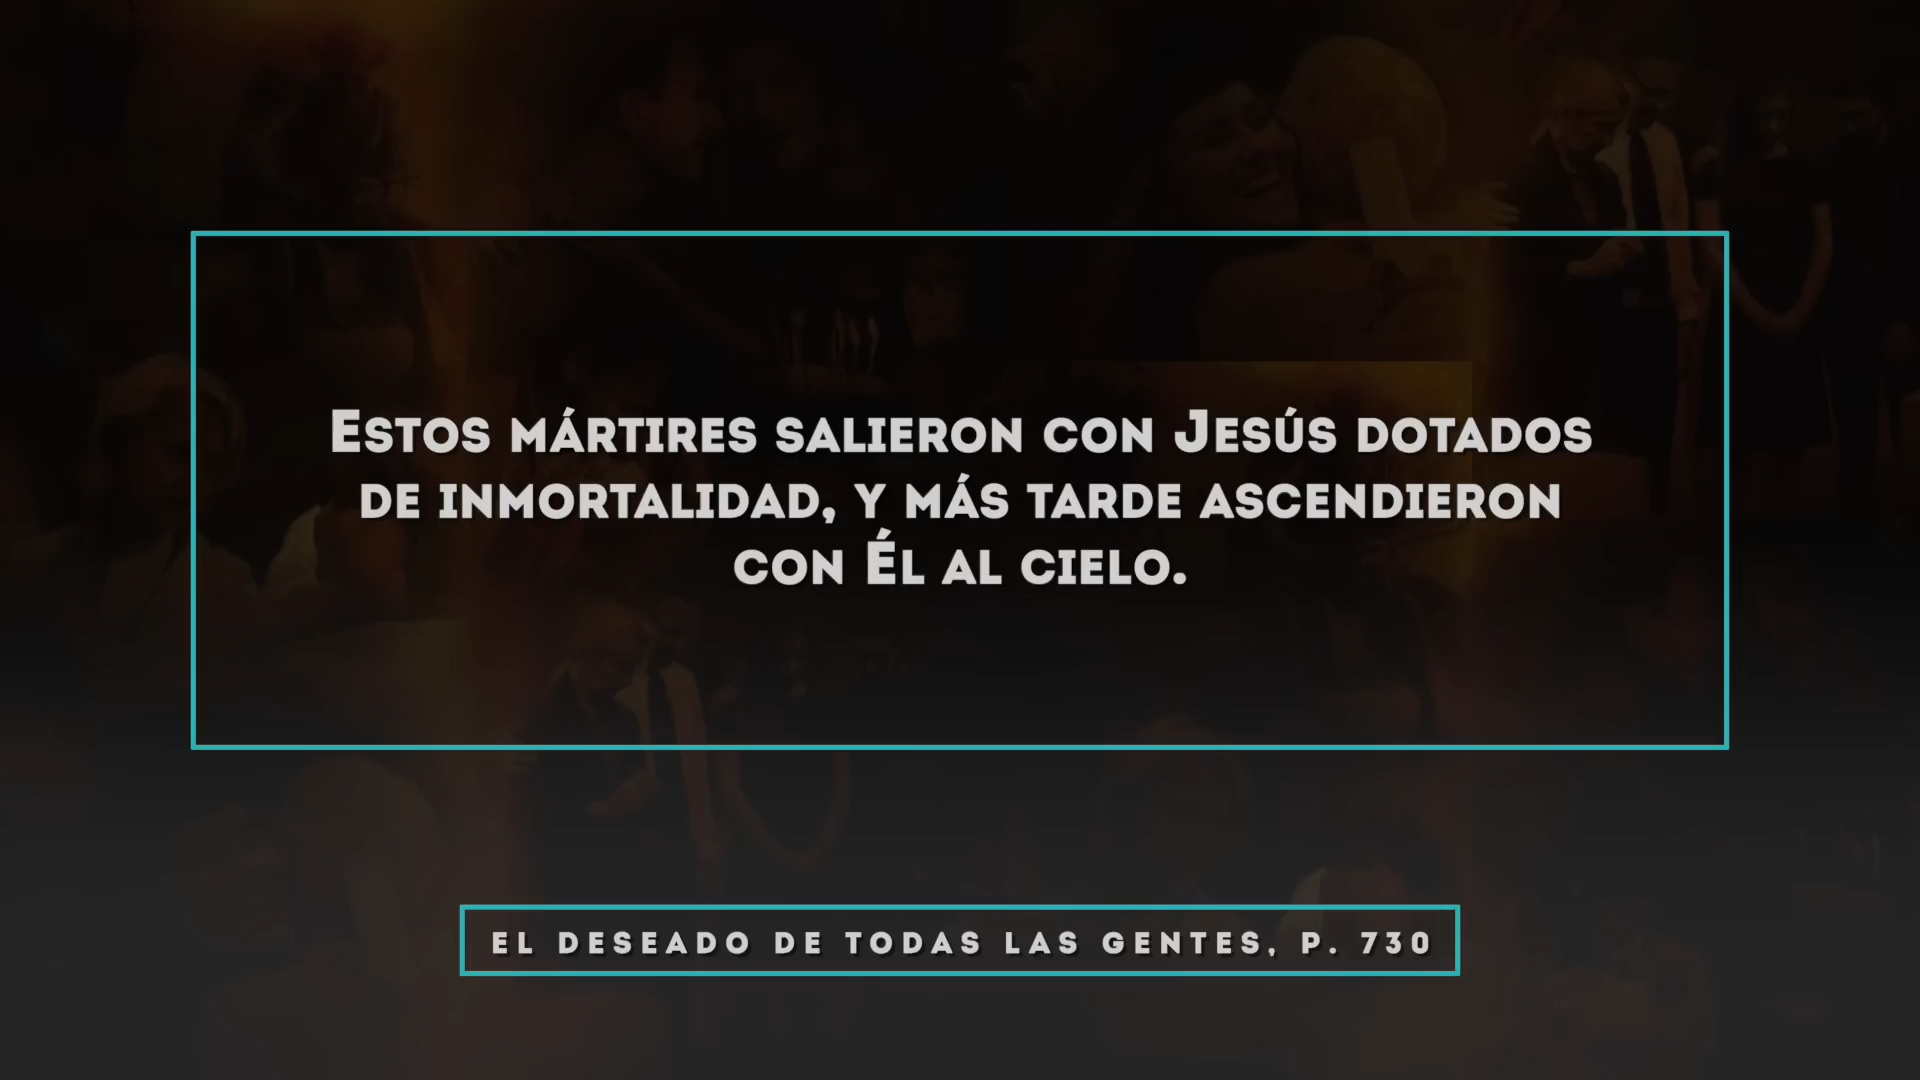 Estos mártires salieron con Jesús dotados
de inmortalidad, y más tarde ascendieron
con Él al cielo.
EL DESEADO DE TODAS LAS GENTES, P. 730